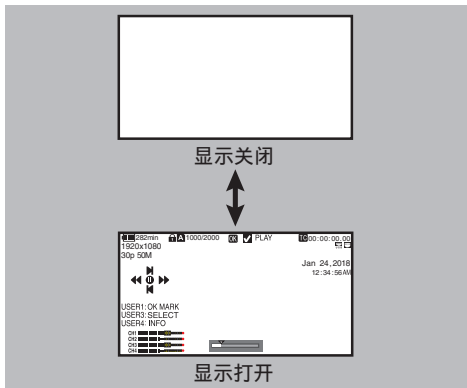 显示关闭
282min A 1000/2000 OK PLAY TC 00:00:00.00
1920x1080
30p 50M
Jan 24,2018
12:34:56AM
USER1: OK MARK
USER3: SELECT
USER4: INFO
CH1
CH2
CH3
CH4
显示打开